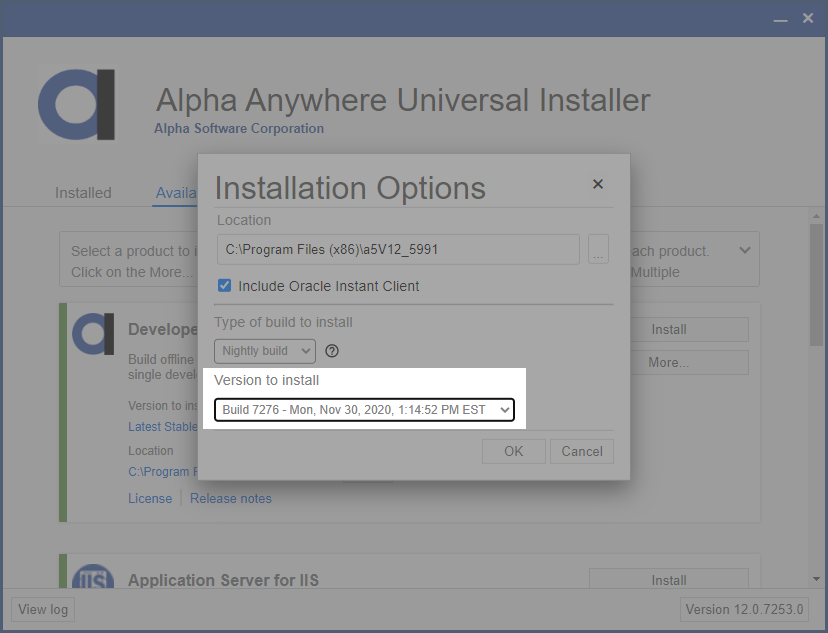 Alpha Anywhere Universal Installer
Alpha Software Corporation
Installed
Availa
Installation Options
Location
C:\Program Files (x86)\a5V12_5991
...
Include Oracle Instant Client
Type of build to install
Nightly build
?
Version to install
Build 7276 - Mon, Nov 30, 2020, 1:14:52 PM EST
OK
Cancel
Select a product to i
ach product.
Click on the More...
Multiple
Develope
Install
Build offline
single devel
More...
Version to ins
Latest Stable
Location
C:\Program F
License
Release notes
IIS
Application Server for IIS
Install
View log
Version 12.0.7253.0